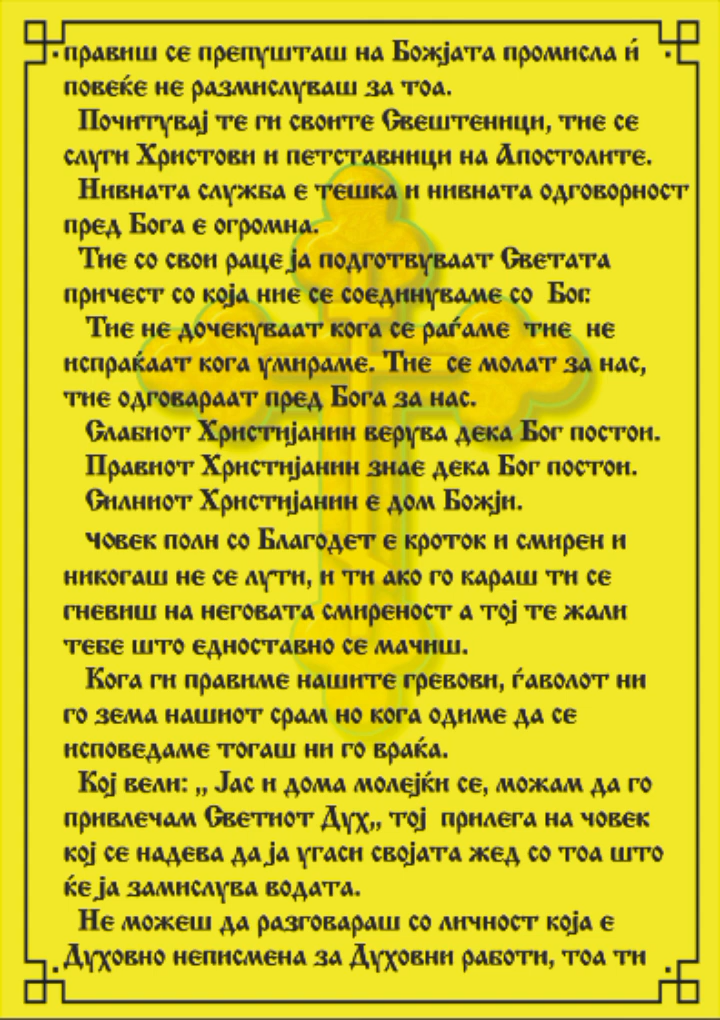 правиш се препушташ на Божјата промисла и́
повеќе не размислуваш за тоа.
Почитувај те ги своите Свештеници, тие се
слуги Христови и петставници на Апостолите.
Нивната служба е тешка и нивната одговорност
пред Бога е огромна.
Тие со свои раце ја подготвуваат Светата
причест со која ние се соединуваме со Бог.
Тие не дочекуваат кога се раѓаме тие не
испраќаат кога умираме. Тие се молат за нас,
тие одговараат пред Бога за нас.
Слабиот Христијанин верува дека Бог постои.
Правиот Христијанин знае дека Бог постои.
Силниот Христијанин е дом Божји.
човек полн со Благодет е кроток и смирен и
никогаш не се лути, и ти ако го караш ти се
гневиш на неговата смиреност а тој те жали
тебе што едноставно се мачиш.
Кога ги правиме нашите гревови, ѓаволот ни
го зема нашиот срам но кога одиме да се
исповедаме тогаш ни го враќа.
Кој вели: „ Јас и дома молејќи се, можам да го
привлечам Светиот Дух„ тој прилега на човек
кој се надева да ја угаси својата жед со тоа што
ќе ја замислува водата.
Не можеш да разговараш со личност која е
Духовно неписмена за Духовни работи, тоа ти